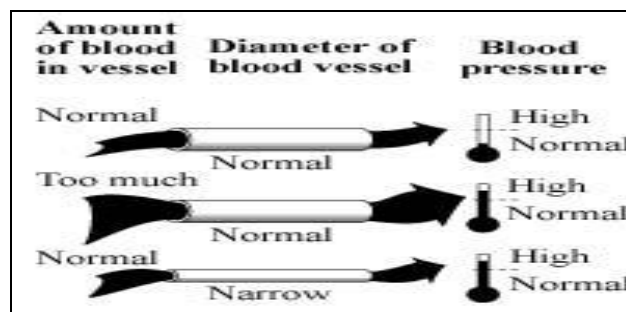 Amount of blood in vessel
Diameter of blood vessel
Blood pressure
Normal
Normal
High
Normal
Too much
Normal
High
Normal
Normal
Narrow
High
Normal